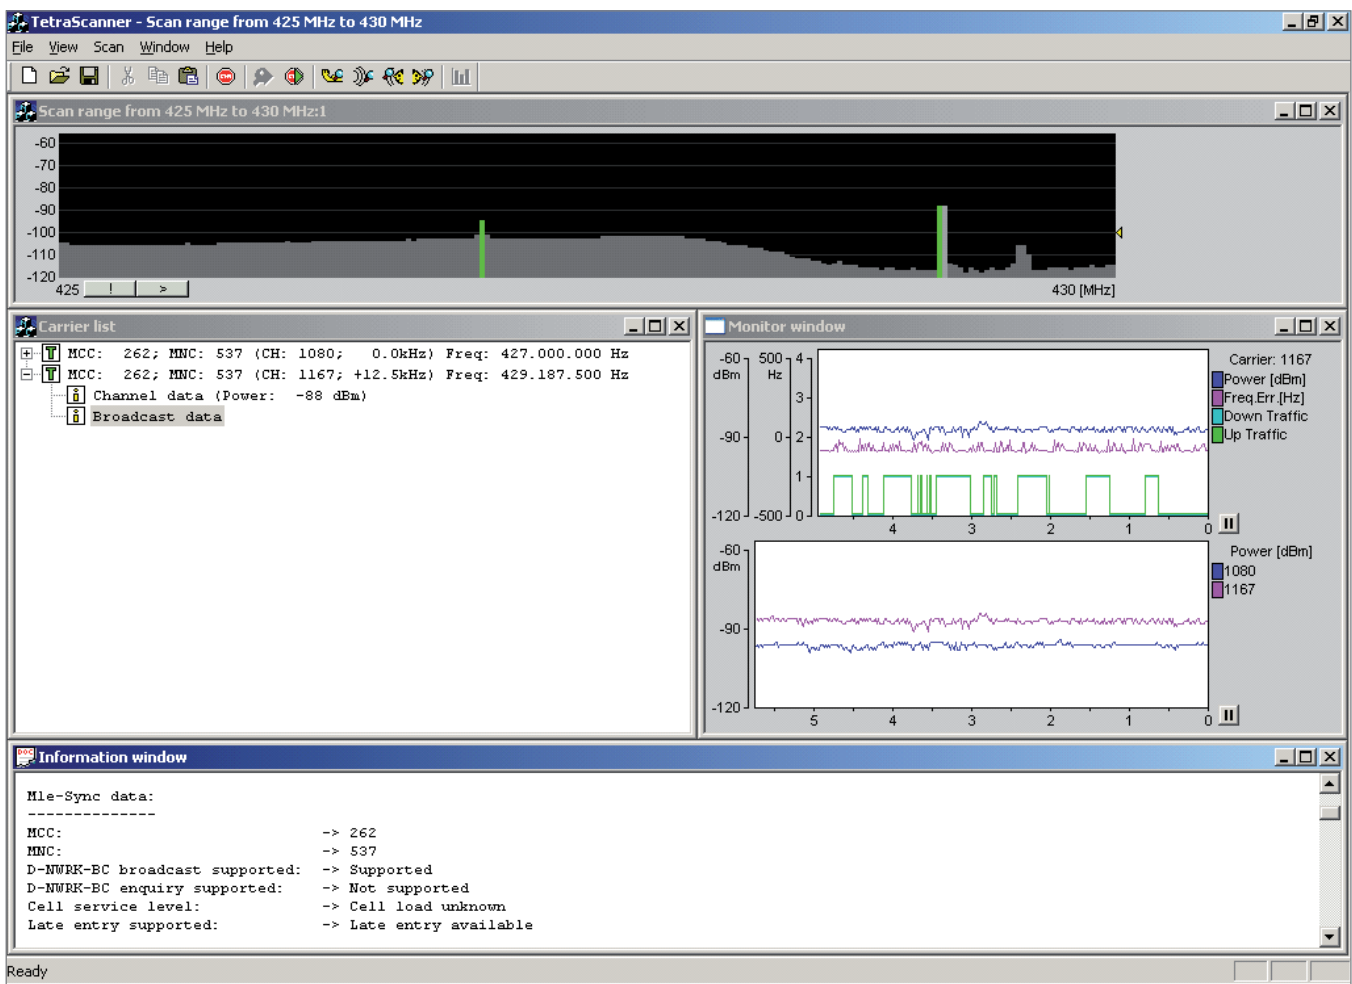 TetraScanner - Scan range from 425 MHz to 430 MHz
File View Scan Window Help
Scan range from 425 MHz to 430 MHz:1
-60
-70
-80
-90
-100
-110
-120
425 ! > 430 [MHz]
Carrier list
MCC: 262; MNC: 537 (CH: 1080; 0.0kHz) Freq: 427.000.000 Hz
MCC: 262; MNC: 537 (CH: 1167; +12.5kHz) Freq: 429.187.500 Hz
Channel data (Power: -88 dBm)
Broadcast data
Monitor window
-60 500 4
dBm Hz
3
-90 0 2
1
-120 -500 0
4 3 2 1 0
Carrier: 1167
Power [dBm]
Freq.Err.[Hz]
Down Traffic
Up Traffic
-60
dBm
-90
-120
5 4 3 2 1 0
Power [dBm]
1080
1167
Information window
Mle-Sync data:
--------------
MCC: -> 262
MNC: -> 537
D-NWRK-BC broadcast supported: -> Supported
D-NWRK-BC enquiry supported: -> Not supported
Cell service level: -> Cell load unknown
Late entry supported: -> Late entry available
Ready